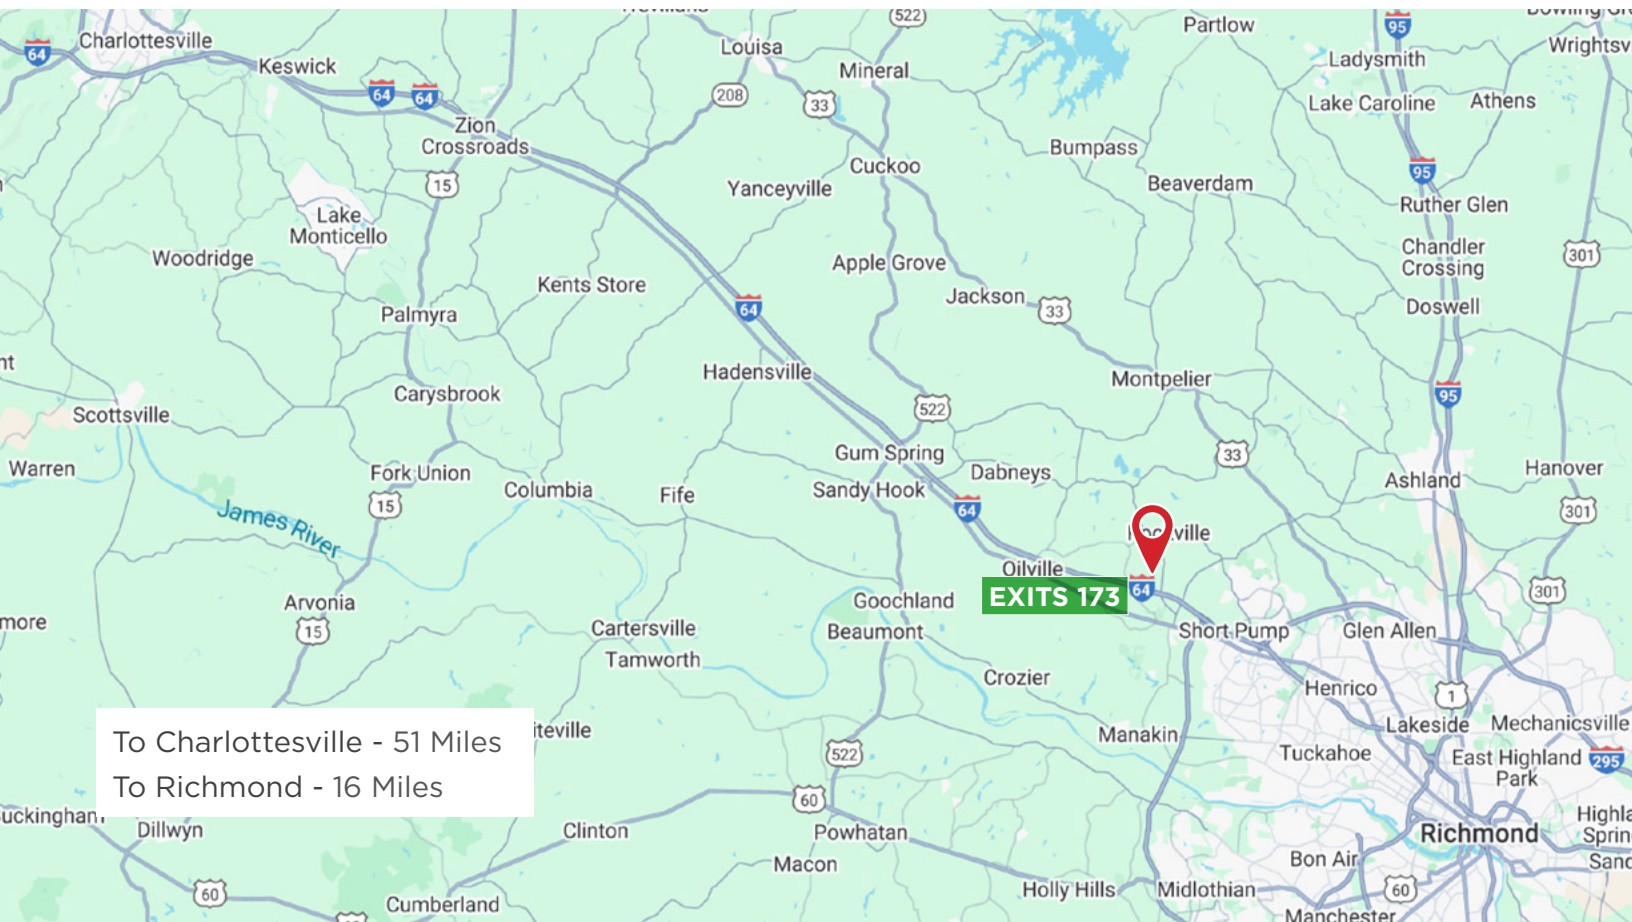 522
95
Partlow
Charlottesville
64
Louisa
Ladysmith
Keswick
Mineral
64
64
208
33
Lake Caroline
Athens
Zion
Crossroads
Bumpass
Cuckoo
95
15
Yanceyville
Beaverdam
Ruther Glen
Lake
Monticello
Woodridge
Chandler
Crossing
301
Apple Grove
Kents Store
Jackson
64
33
Doswell
Palmyra
Hadensville
Montpelier
Carysbrook
95
522
Scottsville
Gum Spring
33
Warren
Fork Union
Dabneys
Ashland
Hanover
Columbia
Fife
Sandy Hook
15
64
301
James River
Oilville
EXITS 173
64
301
Arvonia
15
Goochland
Cartersville
Beaumont
Short Pump
Glen Allen
Tamworth
Crozier
Henrico
1
Lakeside
Mechanicsville
To Charlottesville - 51 Miles
To Richmond - 16 Miles
Manakin
Tuckahoe
522
East Highland
Park
295
60
Dillwyn
Clinton
Powhatan
Richmond
Macon
Bon Air
60
Holly Hills
Midlothian
60
Cumberland
Manchester